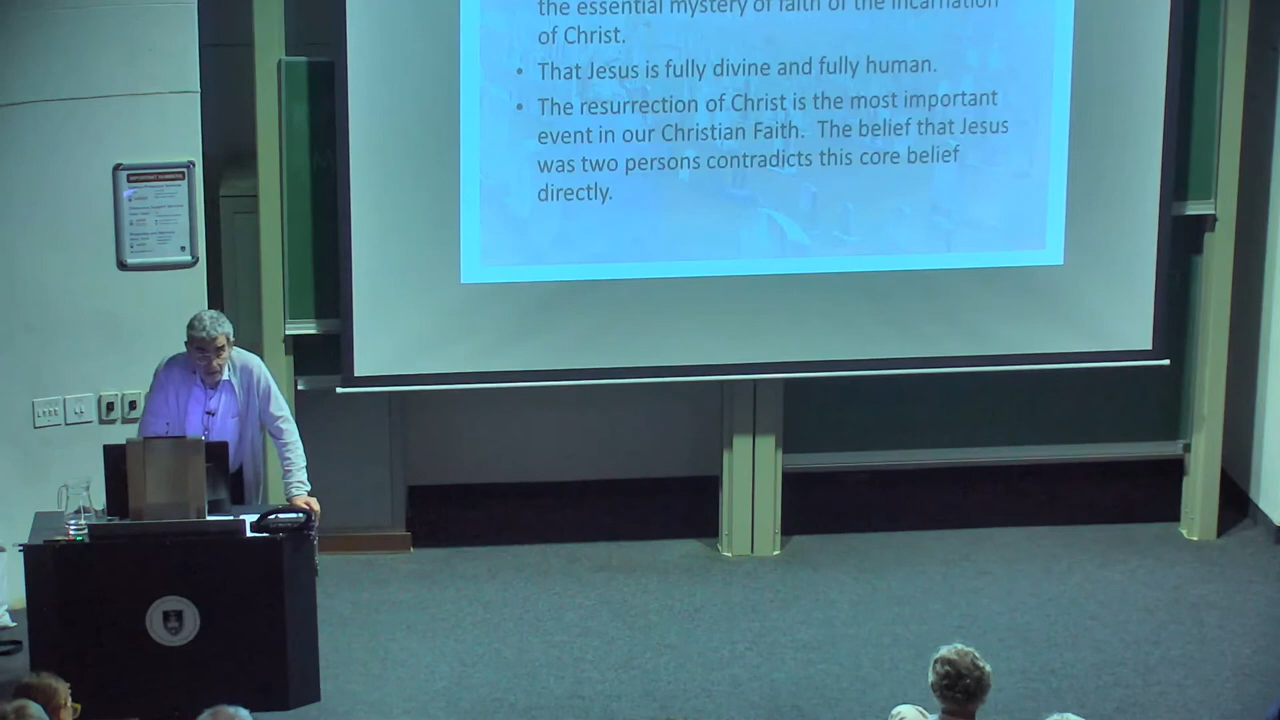 the essential mystery of faith of the incarnation
of Christ.
• That Jesus is fully divine and fully human.
• The resurrection of Christ is the most important
event in our Christian Faith. The belief that Jesus
was two persons contradicts this core belief
directly.
IMPORTANT NUMBERS